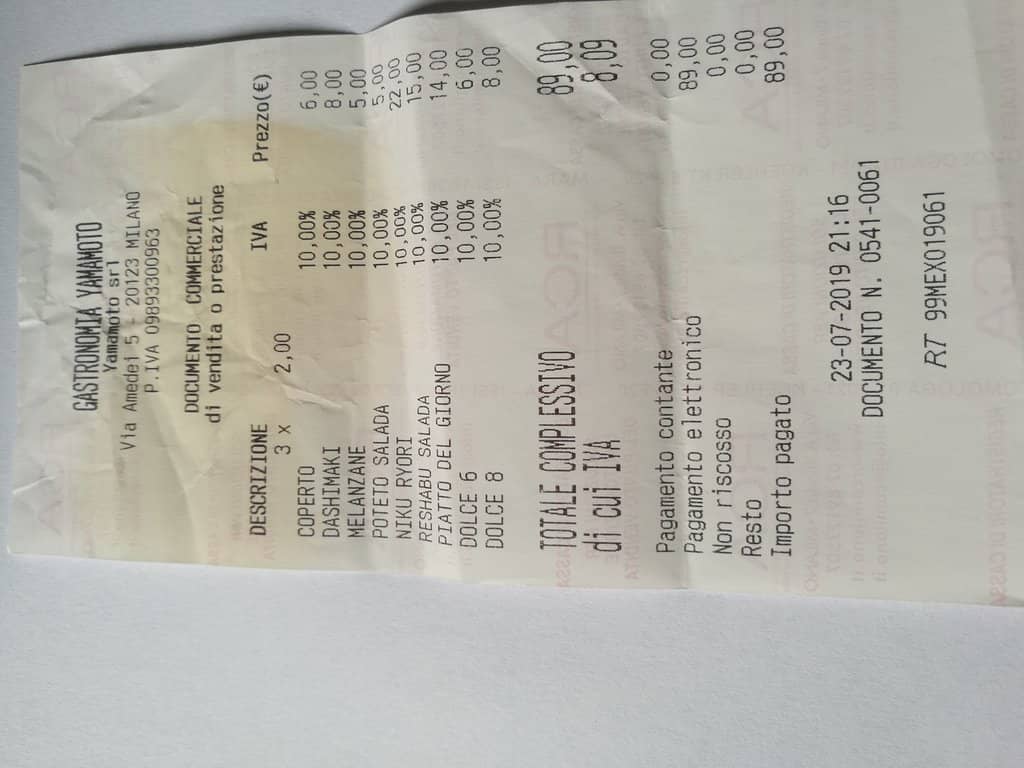 GASTRONOMIA YAMAMOTO
Yamamoto srl
Via Amedei 5 - 20123 MILANO
P.IVA 09893300963
DOCUMENTO COMMERCIALE
di vendita o prestazione
DESCRIZIONE IVA Prezzo(€)
3 x 2,00
COPERTO 10,00% 6,00
DASHIMAKI 10,00% 8,00
MELANZANE 10,00% 5,00
POTETO SALADA 10,00% 5,00
NIKU RYORI 10,00% 22,00
RESHABU SALADA 10,00% 15,00
PIATTO DEL GIORNO 10,00% 14,00
DOLCE 6 10,00% 6,00
DOLCE 8 10,00% 8,00
TOTALE COMPLESSIVO 89,00
di cui IVA 8,09
Pagamento contante 0,00
Pagamento elettronico 89,00
Non riscosso 0,00
Resto 0,00
Importo pagato 89,00
23-07-2019 21:16
DOCUMENTO N. 0541-0061
RT 99MEX019061